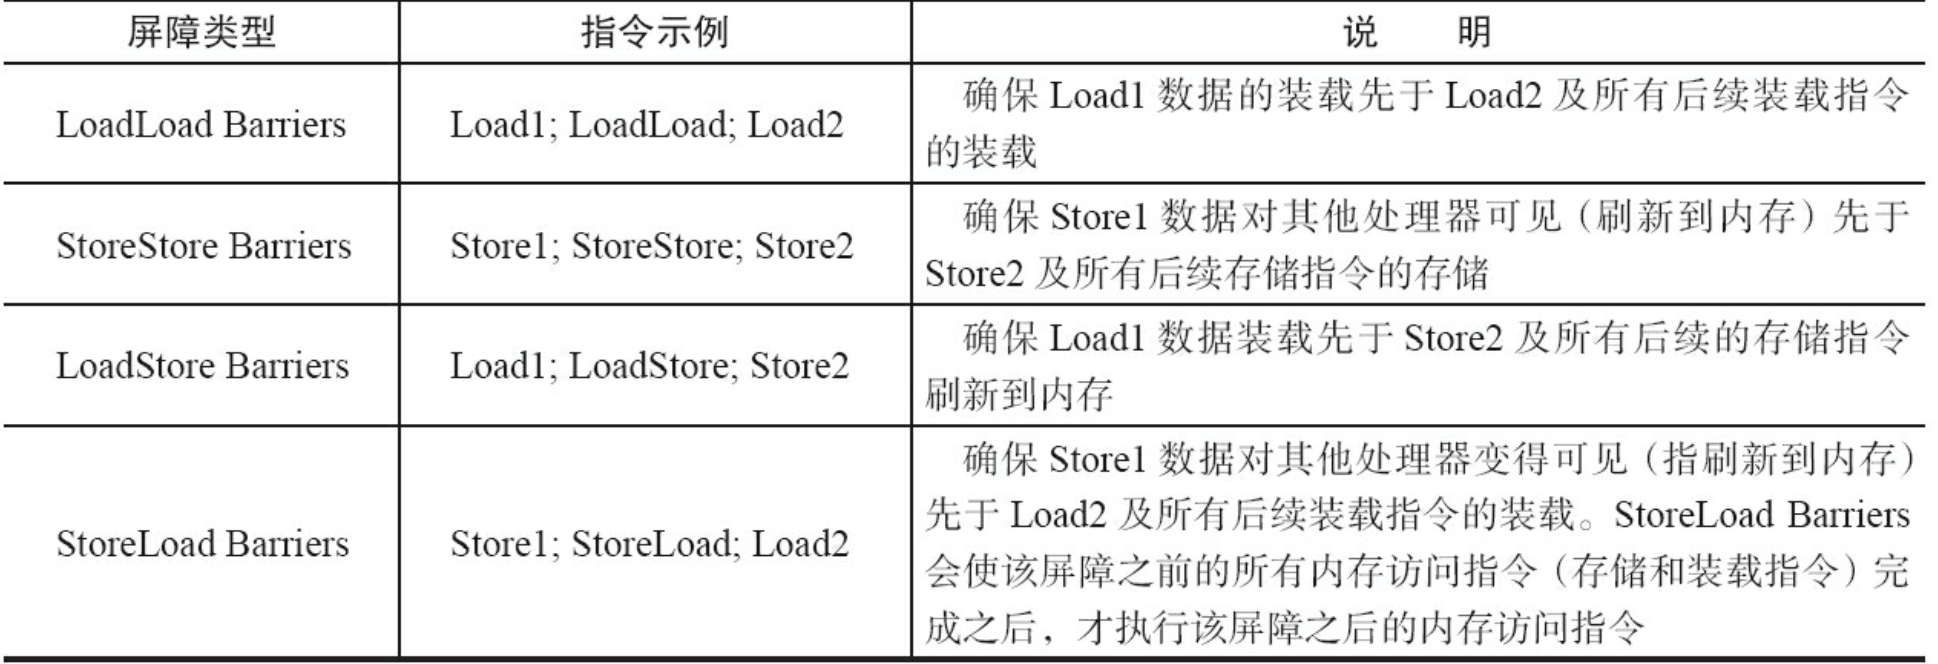 屏障类型 指令示例 说 明
LoadLoad Barriers Load1; LoadLoad; Load2 确保 Load1 数据的装载先于 Load2 及所有后续装载指令
的装载
StoreStore Barriers Store1; StoreStore; Store2 确保 Store1 数据对其他处理器可见（刷新到内存）先于
Store2 及所有后续存储指令的存储
LoadStore Barriers Load1; LoadStore; Store2 确保 Load1 数据装载先于 Store2 及所有后续的存储指令
刷新到内存
StoreLoad Barriers Store1; StoreLoad; Load2 确保 Store1 数据对其他处理器变得可见（指刷新到内存）
先于 Load2 及所有后续装载指令的装载。StoreLoad Barriers
会使该屏障之前的所有内存访问指令（存储和装载指令）完
成之后，才执行该屏障之后的内存访问指令